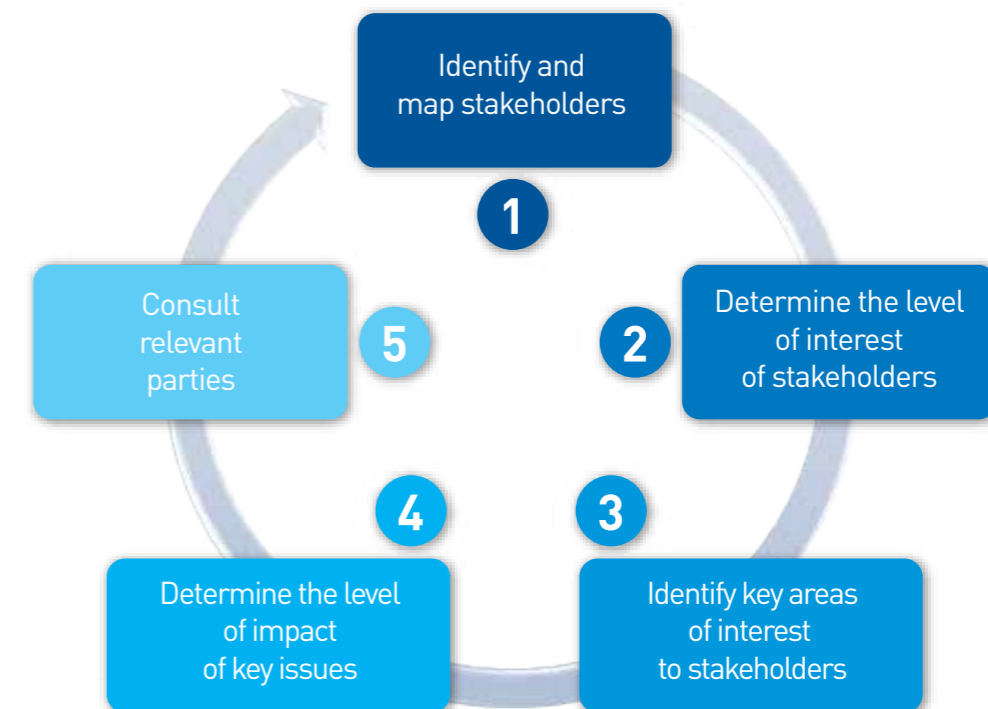 Identify and
map stakeholders
1
Determine the level
of interest
of stakeholders
2
Identify key areas
of interest
to stakeholders
3
Determine the level
of impact
of key issues
4
Consult
relevant
parties
5